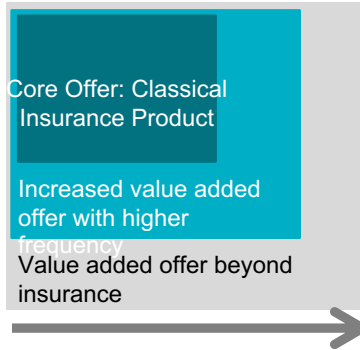 Core Offer: Classical
Insurance Product
Increased value added
offer with higher
frequency
Value added offer beyond
insurance